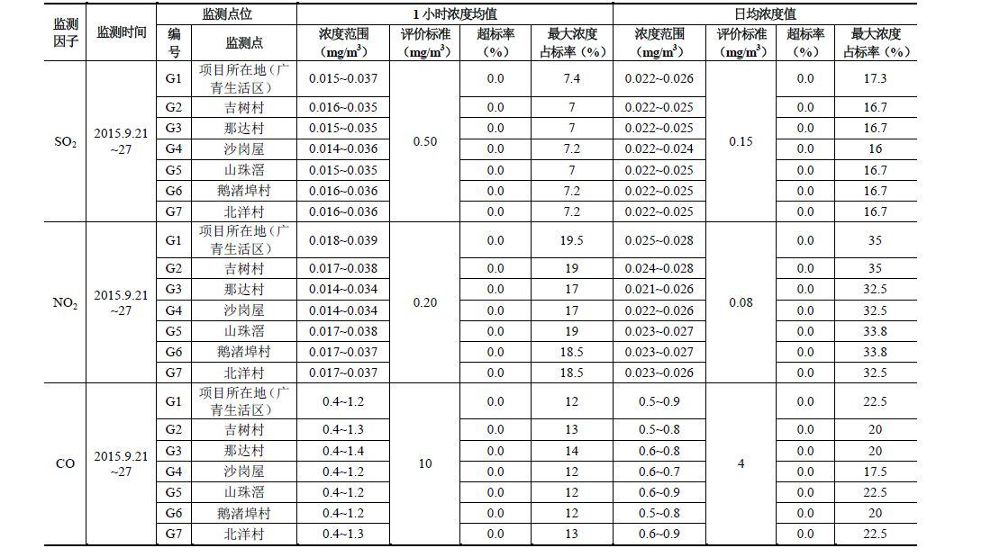 监测因子 监测时间 监测点位 1 小时浓度均值 日均浓度值
编号 监测点 浓度范围（mg/m³） 评价标准（mg/m³） 超标率（%） 最大浓度占标率（%） 浓度范围（mg/m³） 评价标准（mg/m³） 超标率（%） 最大浓度占标率（%）
SO₂ 2015.9.21~27 G1 项目所在地（广青生活区） 0.015~0.037 0.50 0.0 7.4 0.022~0.026 0.15 0.0 17.3
G2 吉树村 0.016~0.035 0.0 7 0.022~0.025 0.0 16.7
G3 那达村 0.015~0.035 0.0 7 0.022~0.025 0.0 16.7
G4 沙岗屋 0.014~0.036 0.0 7.2 0.022~0.024 0.0 16
G5 山珠滘 0.015~0.035 0.0 7 0.022~0.025 0.0 16.7
G6 鹅渚埠村 0.016~0.036 0.0 7.2 0.022~0.025 0.0 16.7
G7 北洋村 0.016~0.036 0.0 7.2 0.022~0.025 0.0 16.7
NO₂ 2015.9.21~27 G1 项目所在地（广青生活区） 0.018~0.039 0.20 0.0 19.5 0.025~0.028 0.08 0.0 35
G2 吉树村 0.017~0.038 0.0 19 0.024~0.028 0.0 35
G3 那达村 0.014~0.034 0.0 17 0.021~0.026 0.0 32.5
G4 沙岗屋 0.014~0.034 0.0 17 0.022~0.026 0.0 32.5
G5 山珠滘 0.017~0.038 0.0 19 0.023~0.027 0.0 33.8
G6 鹅渚埠村 0.017~0.037 0.0 18.5 0.023~0.027 0.0 33.8
G7 北洋村 0.017~0.037 0.0 18.5 0.023~0.026 0.0 32.5
CO 2015.9.21~27 G1 项目所在地（广青生活区） 0.4~1.2 10 0.0 12 0.5~0.9 4 0.0 22.5
G2 吉树村 0.4~1.3 0.0 13 0.5~0.8 0.0 20
G3 那达村 0.4~1.4 0.0 14 0.6~0.8 0.0 20
G4 沙岗屋 0.4~1.2 0.0 12 0.6~0.7 0.0 17.5
G5 山珠滘 0.4~1.2 0.0 12 0.6~0.9 0.0 22.5
G6 鹅渚埠村 0.4~1.2 0.0 12 0.5~0.8 0.0 20
G7 北洋村 0.4~1.3 0.0 13 0.6~0.9 0.0 22.5